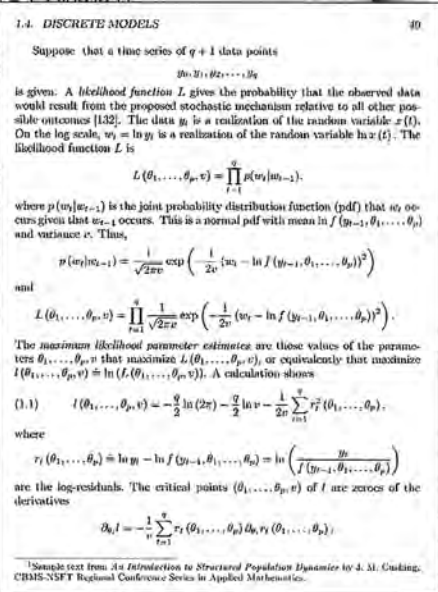 1.4. DISCRETE MODELS 49
Suppose that a time series of q + 1 data points
y₀, y₁, y₂, ..., y_q
is given. A likelihood function L gives the probability that the observed data
would result from the proposed stochastic mechanism relative to all other pos-
sible outcomes [132]. The data yₜ is a realization of the random variable x(t).
On the log scale, wₜ = ln yₜ is a realization of the random variable ln x(t). The
likelihood function L is
L(θ₁, ..., θₚ, v) = ∏_{t=1}^{q} p(wₜ|wₜ₋₁).
where p(wₜ|wₜ₋₁) is the joint probability distribution function (pdf) that wₜ oc-
curs given that wₜ₋₁ occurs. This is a normal pdf with mean ln f(yₜ₋₁, θ₁, ..., θₚ)
and variance v. Thus,
p(wₜ|wₜ₋₁) = 1/√(2πv) exp(−1/(2v) (wₜ − ln f(yₜ₋₁, θ₁, ..., θₚ))²)
and
L(θ₁, ..., θₚ, v) = ∏_{t=1}^{q} 1/√(2πv) exp(−1/(2v) (wₜ − ln f(yₜ₋₁, θ₁, ..., θₚ))²).
The maximum likelihood parameter estimates are those values of the parame-
ters θ₁, ..., θₚ, v that maximize L(θ₁, ..., θₚ, v), or equivalently that maximize
l(θ₁, ..., θₚ, v) ≐ ln(L(θ₁, ..., θₚ, v)). A calculation shows
(1.1) l(θ₁, ..., θₚ, v) = −q/2 ln(2π) − q/2 ln v − 1/(2v) ∑_{t=1}^{q} rₜ²(θ₁, ..., θₚ),
where
rₜ(θ₁, ..., θₚ) ≐ ln yₜ − ln f(yₜ₋₁, θ₁, ..., θₚ) = ln(yₜ / f(yₜ₋₁, θ₁, ..., θₚ))
are the log-residuals. The critical points (θ₁, ..., θₚ, v) of l are zeroes of the
derivatives
∂_{θᵢ} l = −1/v ∑_{t=1}^{q} rₜ(θ₁, ..., θₚ) ∂_{θᵢ} rₜ(θ₁, ..., θₚ),
¹Sample text from An Introduction to Structured Population Dynamics by J. M. Cushing,
CBMS-NSFT Regional Conference Series in Applied Mathematics.